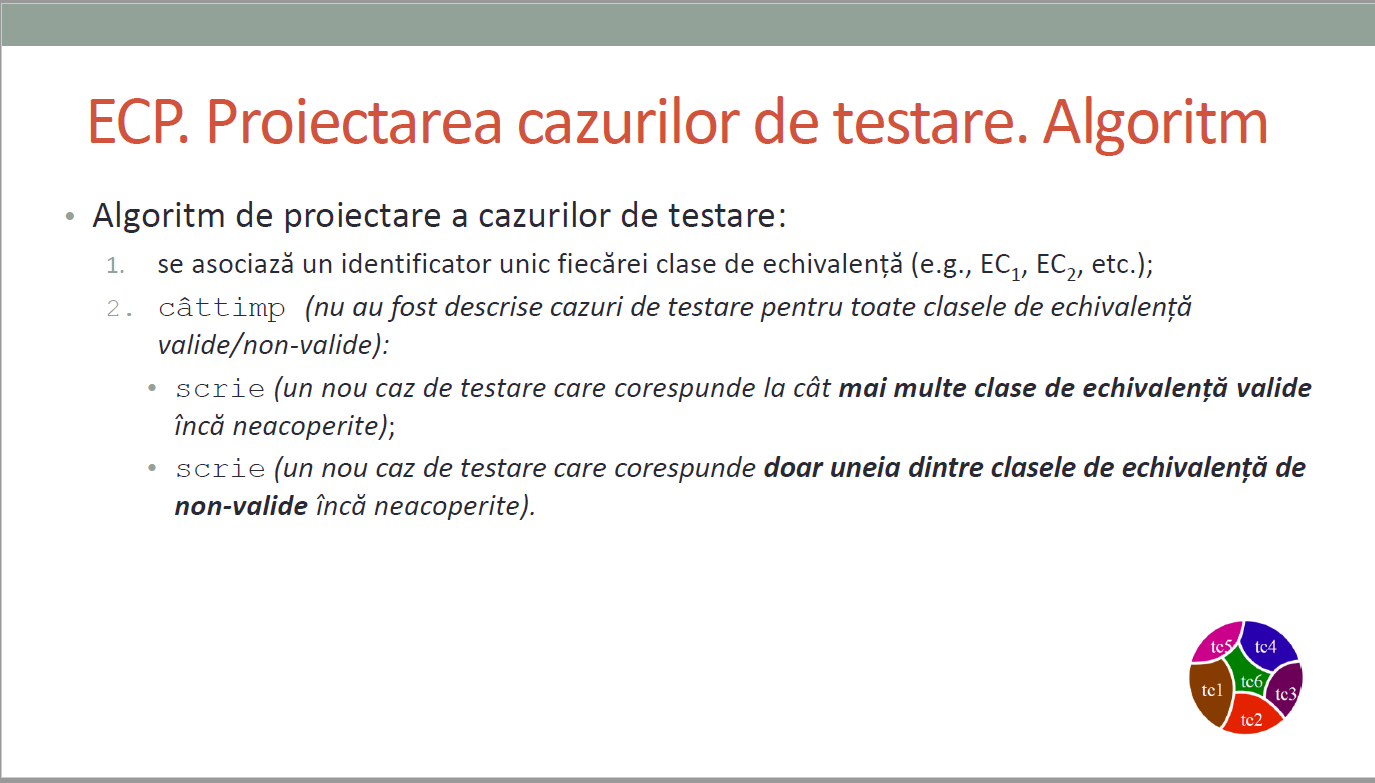 ECP. Proiectarea cazurilor de testare. Algoritm
• Algoritm de proiectare a cazurilor de testare:
1. se asociază un identificator unic fiecărei clase de echivalență (e.g., EC1, EC2, etc.);
2. câttimp (nu au fost descrise cazuri de testare pentru toate clasele de echivalență
valide/non-valide):
• scrie (un nou caz de testare care corespunde la cât mai multe clase de echivalență valide
încă neacoperite);
• scrie (un nou caz de testare care corespunde doar uneia dintre clasele de echivalență de
non-valide încă neacoperite).
tc5 tc4
tc6
tc1 tc3
tc2